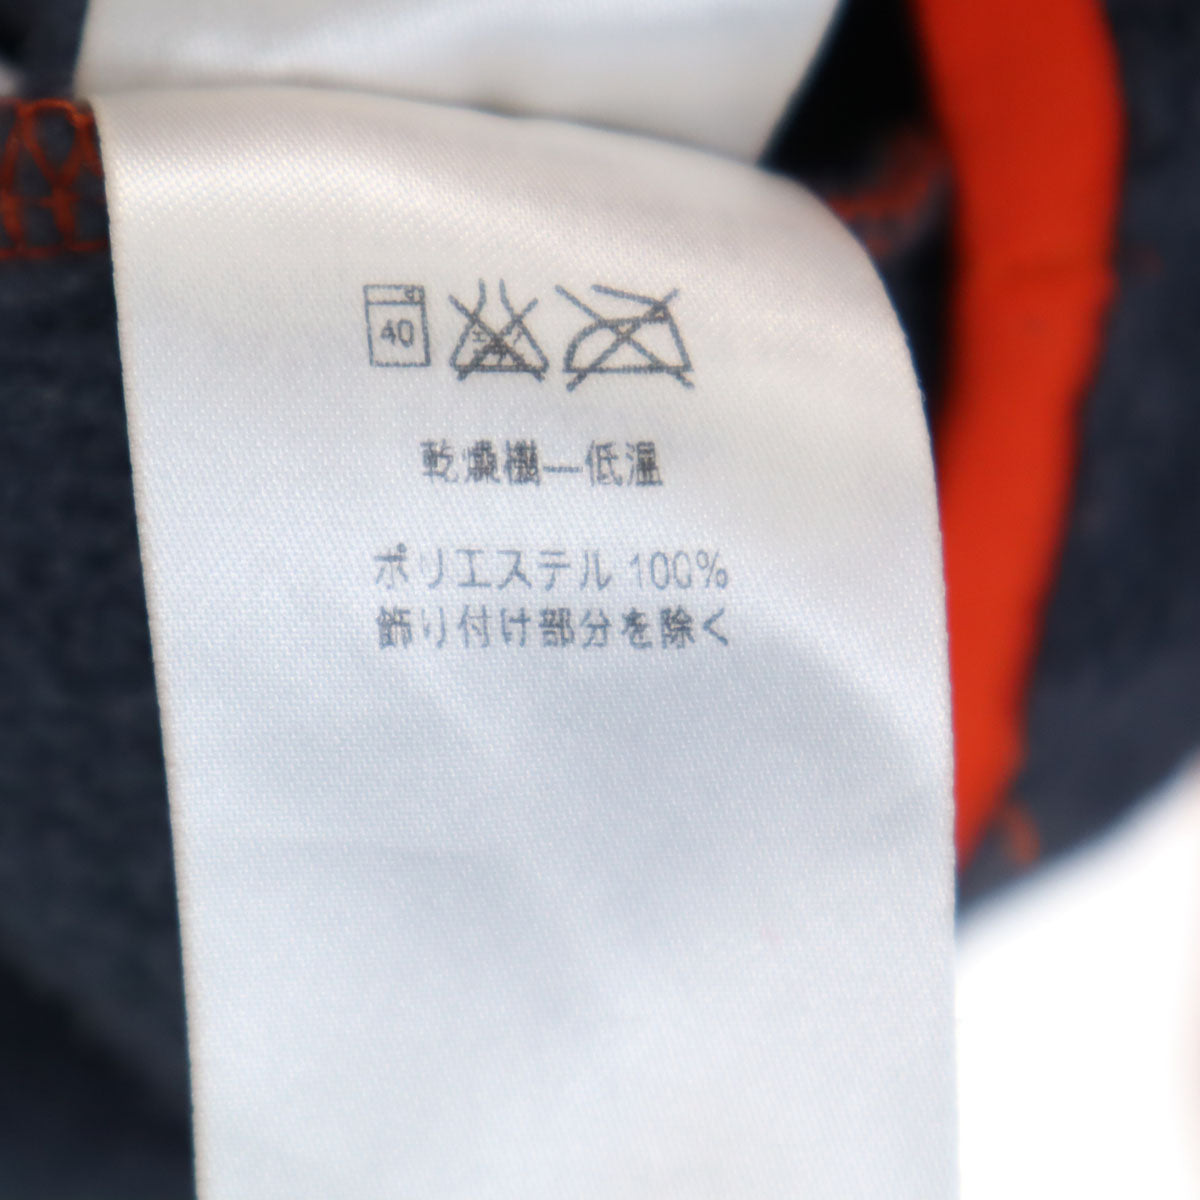 40
乾燥機—低温
ポリエステル 100%
飾り付け部分を除く